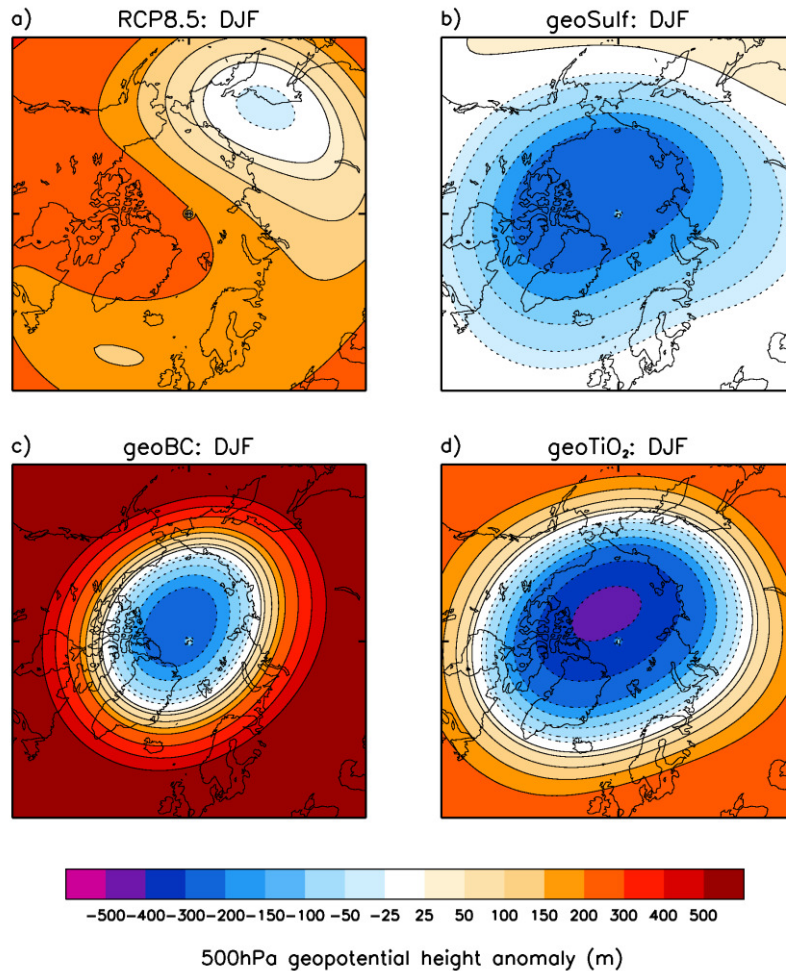 a) RCP8.5: DJF
b) geoSulf: DJF
c) geoBC: DJF
d) geoTiO₂: DJF
-500-400-300-200-150-100 -50 -25 25 50 100 150 200 300 400 500
500hPa geopotential height anomaly (m)